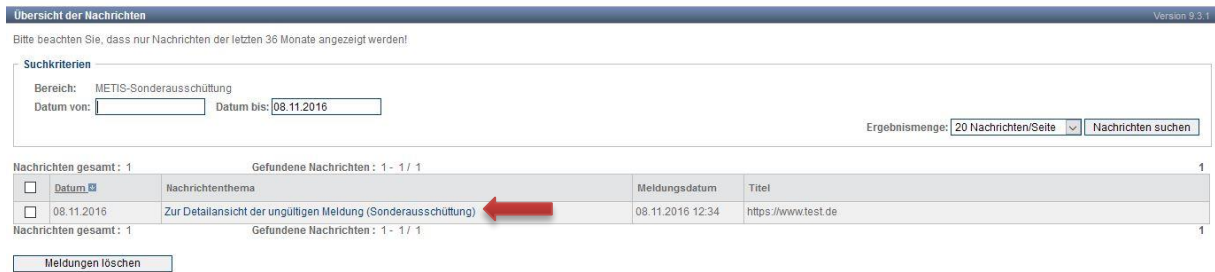 Übersicht der Nachrichten Version 9.3.1
Bitte beachten Sie, dass nur Nachrichten der letzten 36 Monate angezeigt werden!
Suchkriterien
Bereich: METIS-Sonderausschüttung
Datum von: Datum bis: 08.11.2016
Ergebnismenge: 20 Nachrichten/Seite Nachrichten suchen
Nachrichten gesamt : 1 Gefundene Nachrichten : 1 - 1 / 1 1
Datum Nachrichtenthema Meldungsdatum Titel
08.11.2016 Zur Detailansicht der ungültigen Meldung (Sonderausschüttung) 08.11.2016 12:34 https://www.test.de
Nachrichten gesamt : 1 Gefundene Nachrichten : 1 - 1 / 1 1
Meldungen löschen